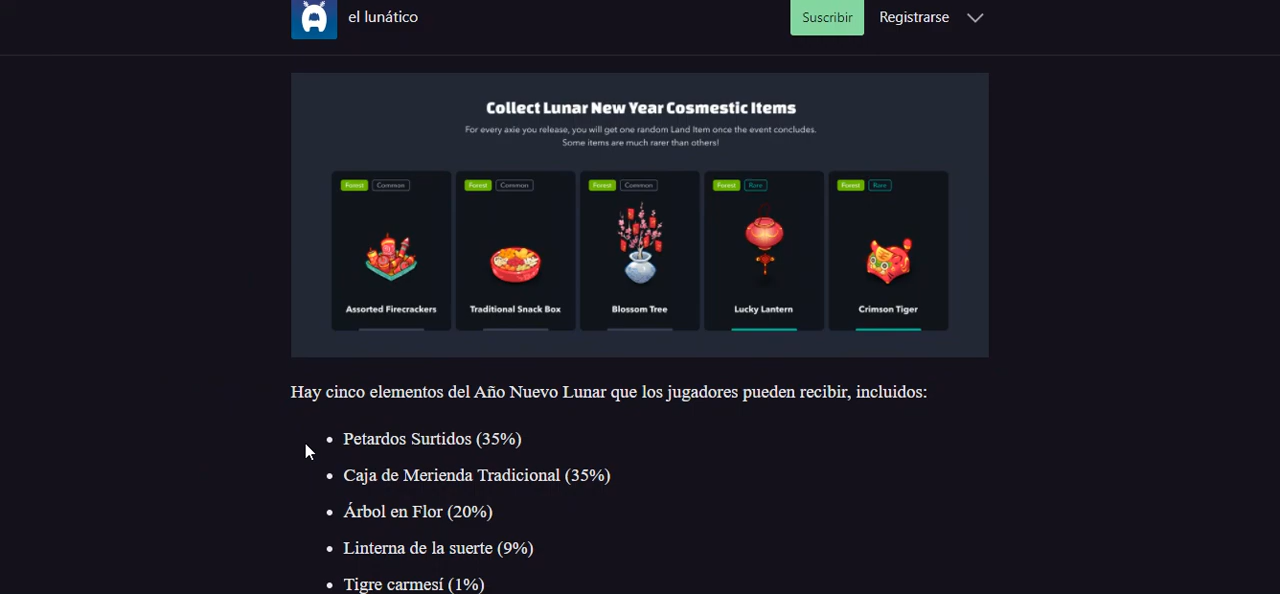 el lunático
Suscribir
Registrarse
Collect Lunar New Year Cosmestic Items
For every axie you release, you will get one random Land Item once the event concludes.
Some items are much rarer than others!
Forest Common
Forest Common
Forest Common
Forest Rare
Forest Rare
Assorted Firecrackers
Traditional Snack Box
Blossom Tree
Lucky Lantern
Crimson Tiger
Hay cinco elementos del Año Nuevo Lunar que los jugadores pueden recibir, incluidos:
• Petardos Surtidos (35%)
• Caja de Merienda Tradicional (35%)
• Árbol en Flor (20%)
• Linterna de la suerte (9%)
• Tigre carmesí (1%)